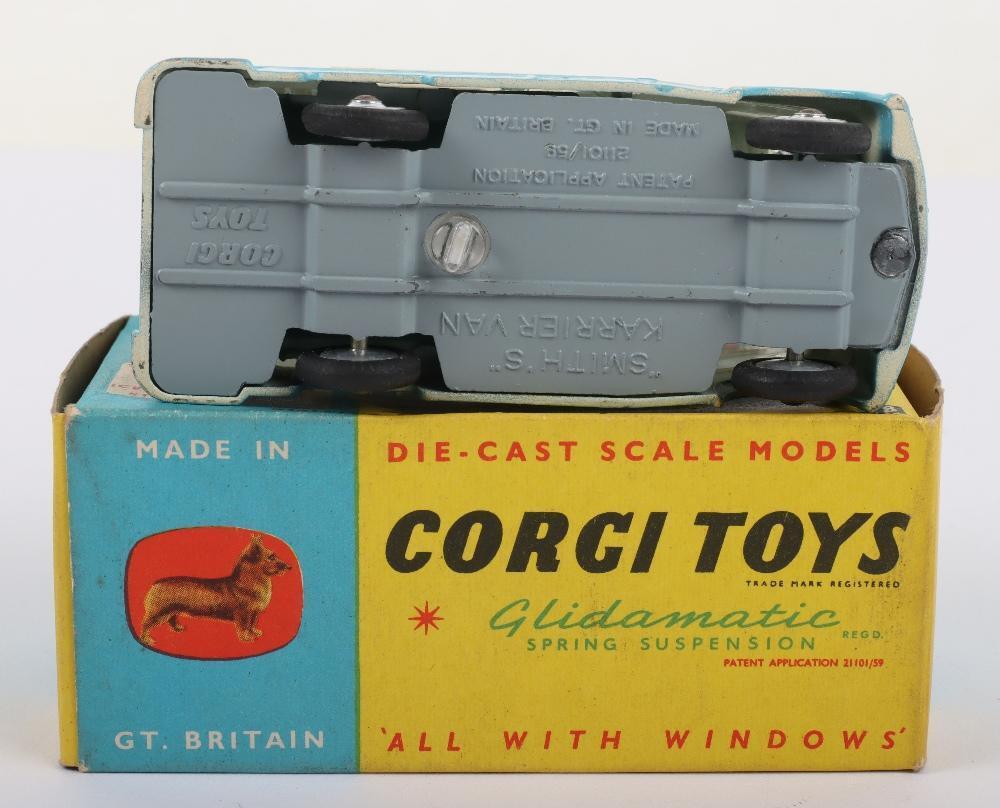 MADE IN GT. BRITAIN
21101/59
PATENT APPLICATION
CORGI
TOYS
"SMITH'S"
KARRIER VAN
MADE IN
GT. BRITAIN
DIE-CAST SCALE MODELS
CORGI TOYS
TRADE MARK REGISTERED
Glidamatic
REGD.
SPRING SUSPENSION
PATENT APPLICATION 21101/59
'ALL WITH WINDOWS'